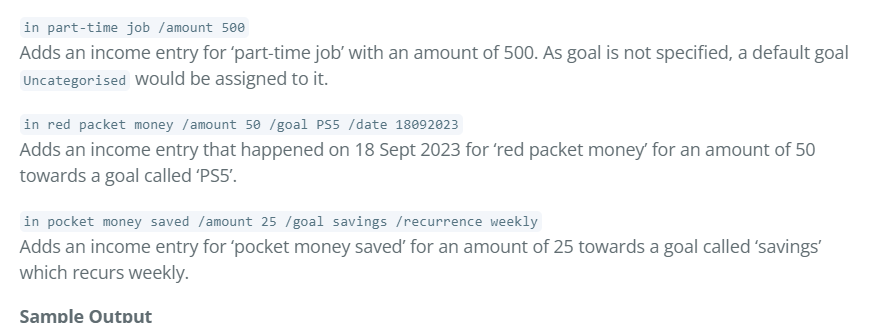 in part-time job /amount 500
Adds an income entry for ‘part-time job’ with an amount of 500. As goal is not specified, a default goal
Uncategorised would be assigned to it.
in red packet money /amount 50 /goal PS5 /date 18092023
Adds an income entry that happened on 18 Sept 2023 for ‘red packet money’ for an amount of 50
towards a goal called ‘PS5’.
in pocket money saved /amount 25 /goal savings /recurrence weekly
Adds an income entry for ‘pocket money saved’ for an amount of 25 towards a goal called ‘savings’
which recurs weekly.
Sample Output